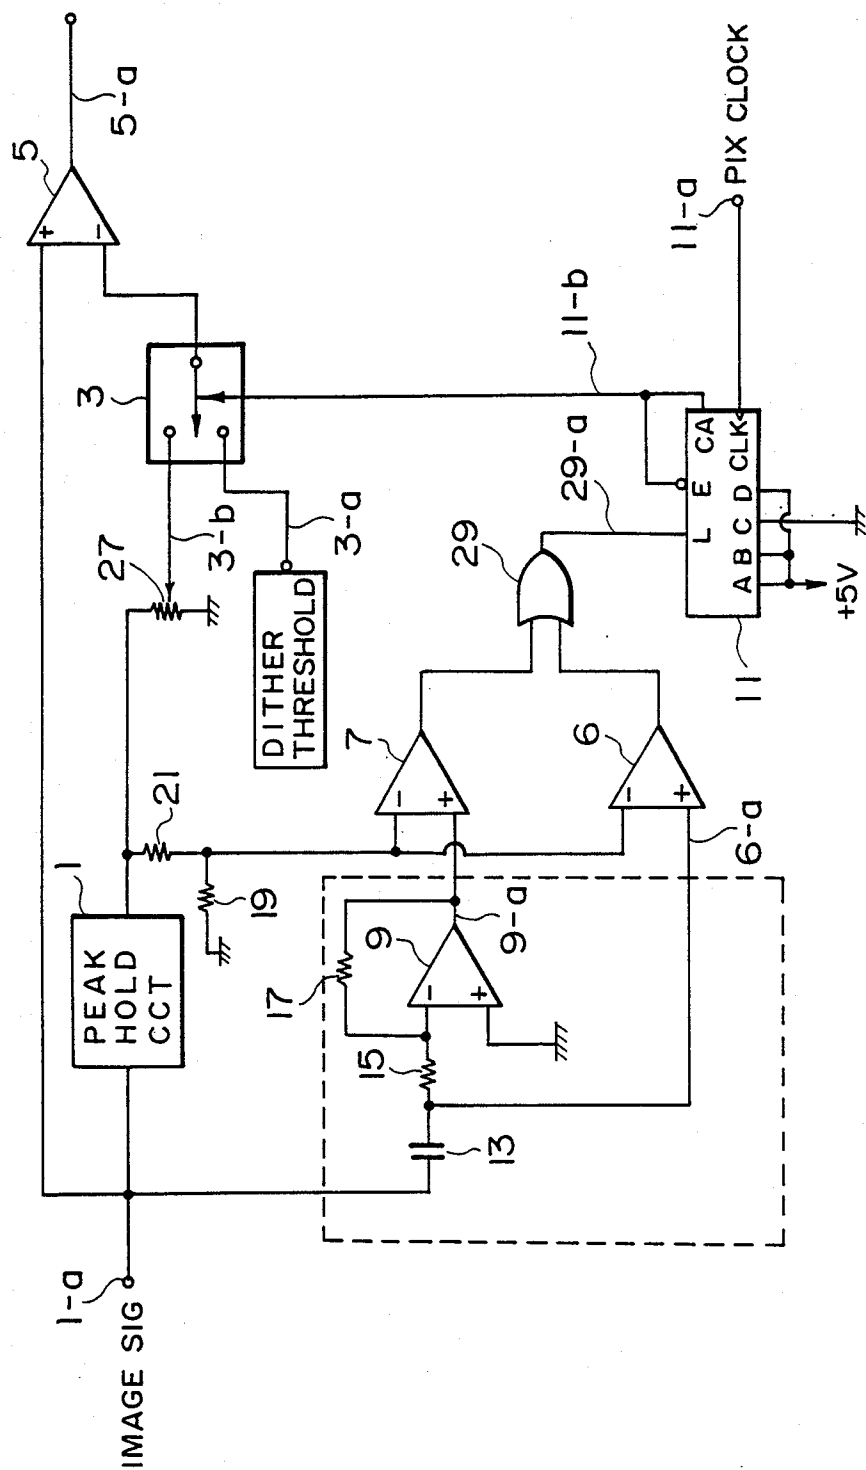 IMAGE SIG
1-a
PEAK
HOLD
CCT
1
21
19
27
3-b
3
3-a
DITHER
THRESHOLD
+
−
5
5-a
13
15
17
9
−
+
9-a
7
−
+
6
−
+
6-a
29
29-a
11
L
E
CA
A
B
C
D
CLK
+5V
11-b
11-a
PIX CLOCK